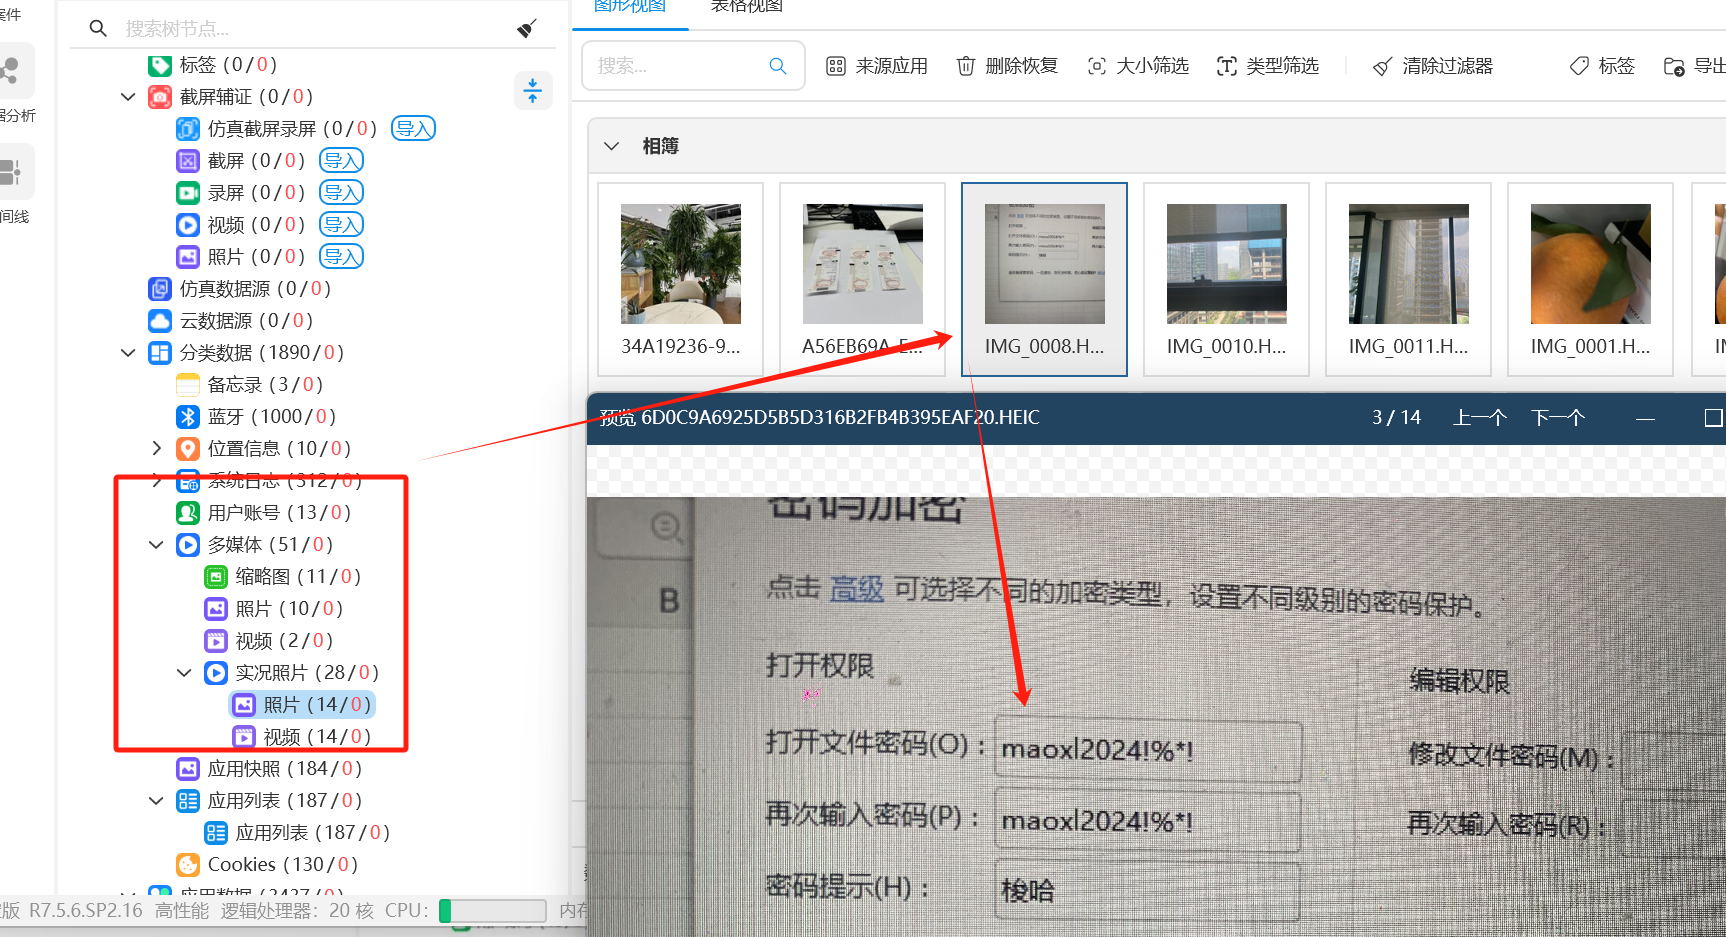 案件
据分析
间线
搜索树节点...
标签 (0/0)
截屏辅证 (0/0)
仿真截屏录屏 (0/0) 导入
截屏 (0/0) 导入
录屏 (0/0) 导入
视频 (0/0) 导入
照片 (0/0) 导入
仿真数据源 (0/0)
云数据源 (0/0)
分类数据 (1890/0)
备忘录 (3/0)
蓝牙 (1000/0)
位置信息 (10/0)
系统日志 (312/0)
用户账号 (13/0)
多媒体 (51/0)
缩略图 (11/0)
照片 (10/0)
视频 (2/0)
实况照片 (28/0)
照片 (14/0)
视频 (14/0)
应用快照 (184/0)
应用列表 (187/0)
应用列表 (187/0)
Cookies (130/0)
应用数据 (3437/0)
版 R7.5.6.SP2.16 高性能 逻辑处理器: 20 核 CPU: 内存
图形视图 表格视图
搜索... 来源应用 删除恢复 大小筛选 类型筛选 清除过滤器 标签 导出
相簿
34A19236-9... A56EB69A-E... IMG_0008.H... IMG_0010.H... IMG_0011.H... IMG_0001.H...
预览 6D0C9A6925D5B5D316B2FB4B395EAF20.HEIC 3 / 14 上一个 下一个
密码加密
点击 高级 可选择不同的加密类型，设置不同级别的密码保护。
B
打开权限 编辑权限
打开文件密码(O)： maoxl2024!%*! 修改文件密码(M)：
再次输入密码(P)： maoxl2024!%*! 再次输入密码(R)：
密码提示(H)： 梭哈